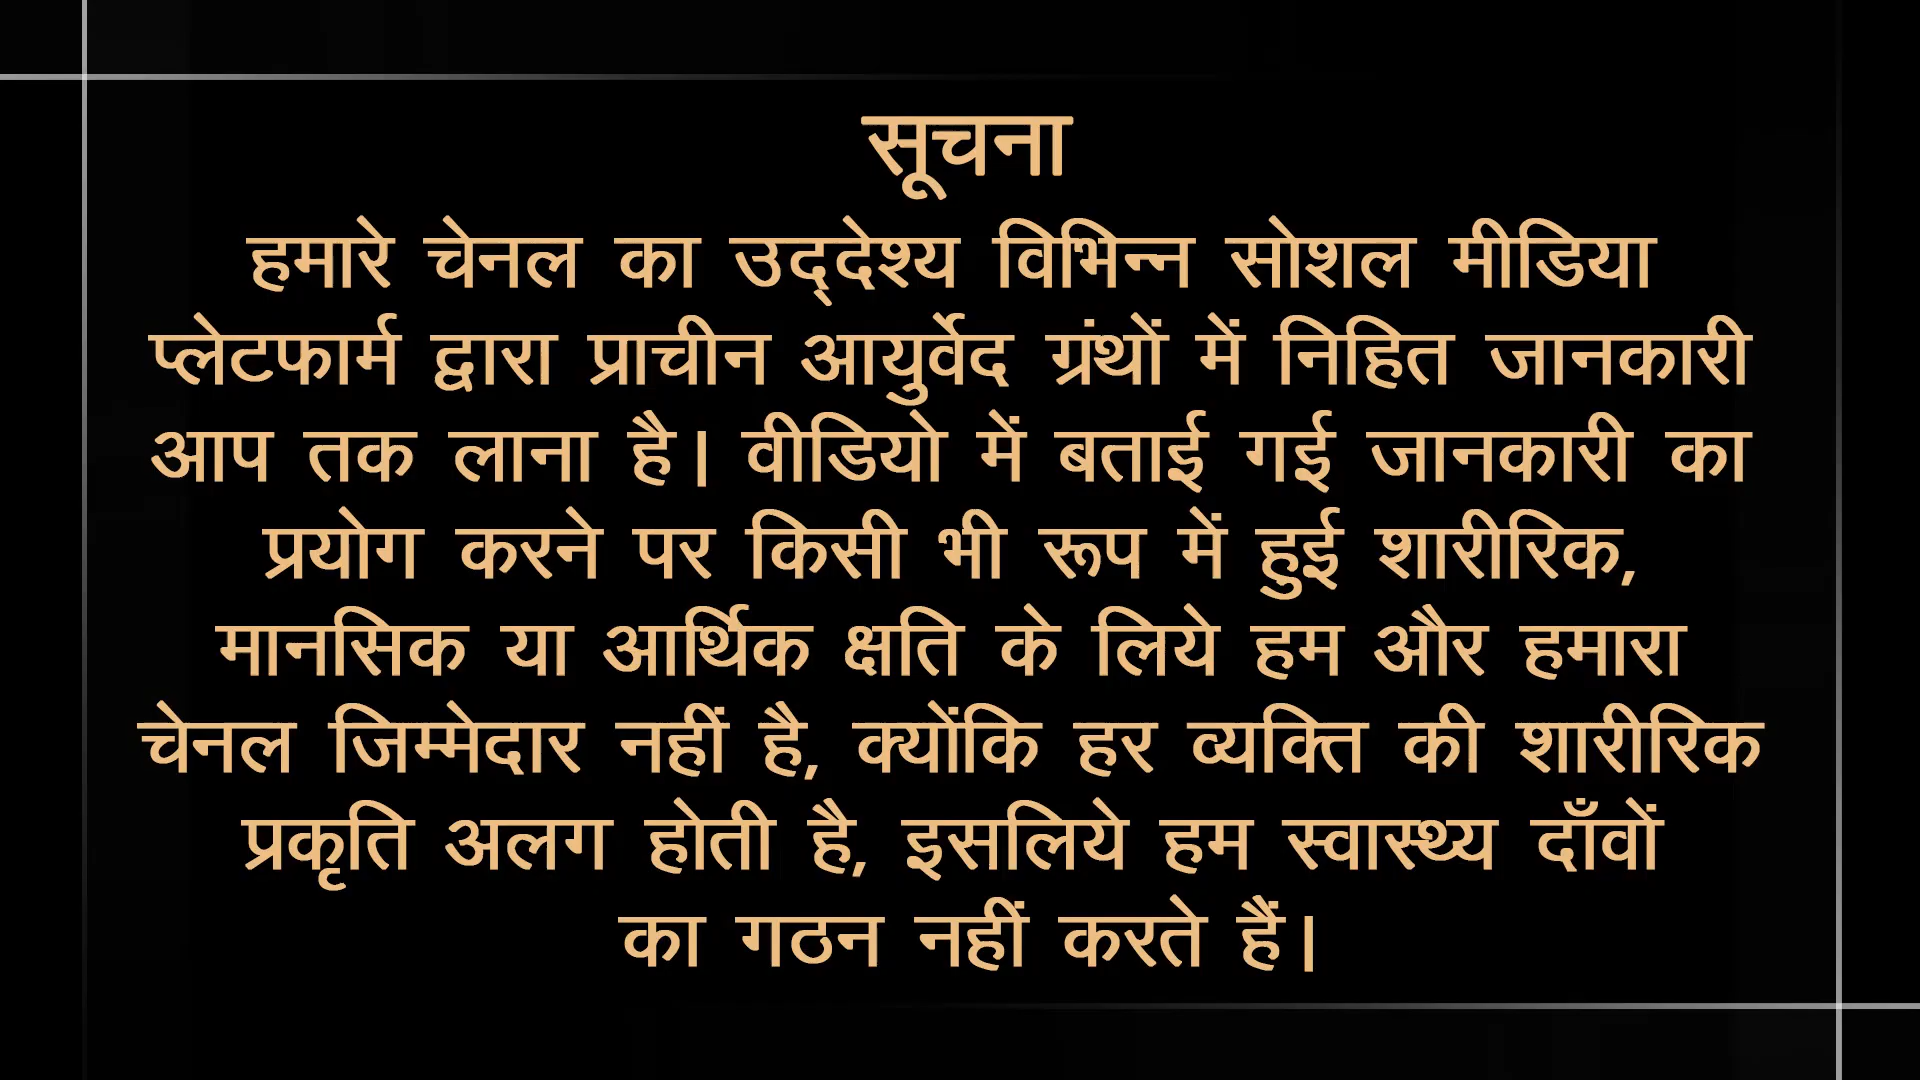 सूचना
हमारे चेनल का उद्‌देश्य विभिन्न सोशल मीडिया
प्लेटफार्म द्वारा प्राचीन आयुर्वेद ग्रंथों में निहित जानकारी
आप तक लाना है। वीडियो में बताई गई जानकारी का
प्रयोग करने पर किसी भी रूप में हुई शारीरिक,
मानसिक या आर्थिक क्षति के लिये हम और हमारा
चेनल जिम्मेदार नहीं है, क्योंकि हर व्यक्ति की शारीरिक
प्रकृति अलग होती है, इसलिये हम स्वास्थ्य दाँवों
का गठन नहीं करते हैं।